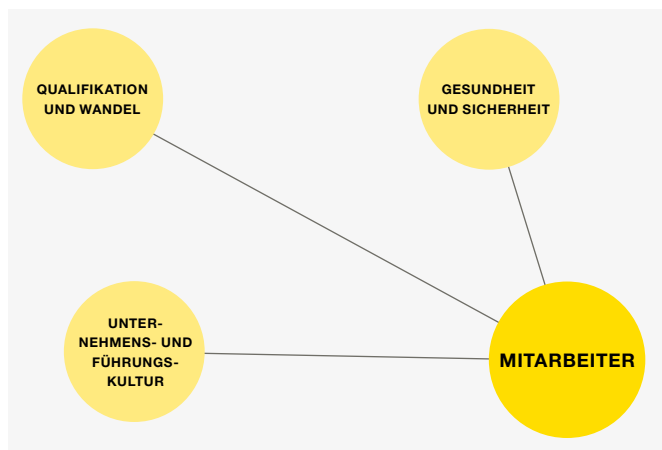 QUALIFIKATION
UND WANDEL
GESUNDHEIT
UND SICHERHEIT
UNTER-
NEHMENS- UND
FÜHRUNGS-
KULTUR
MITARBEITER